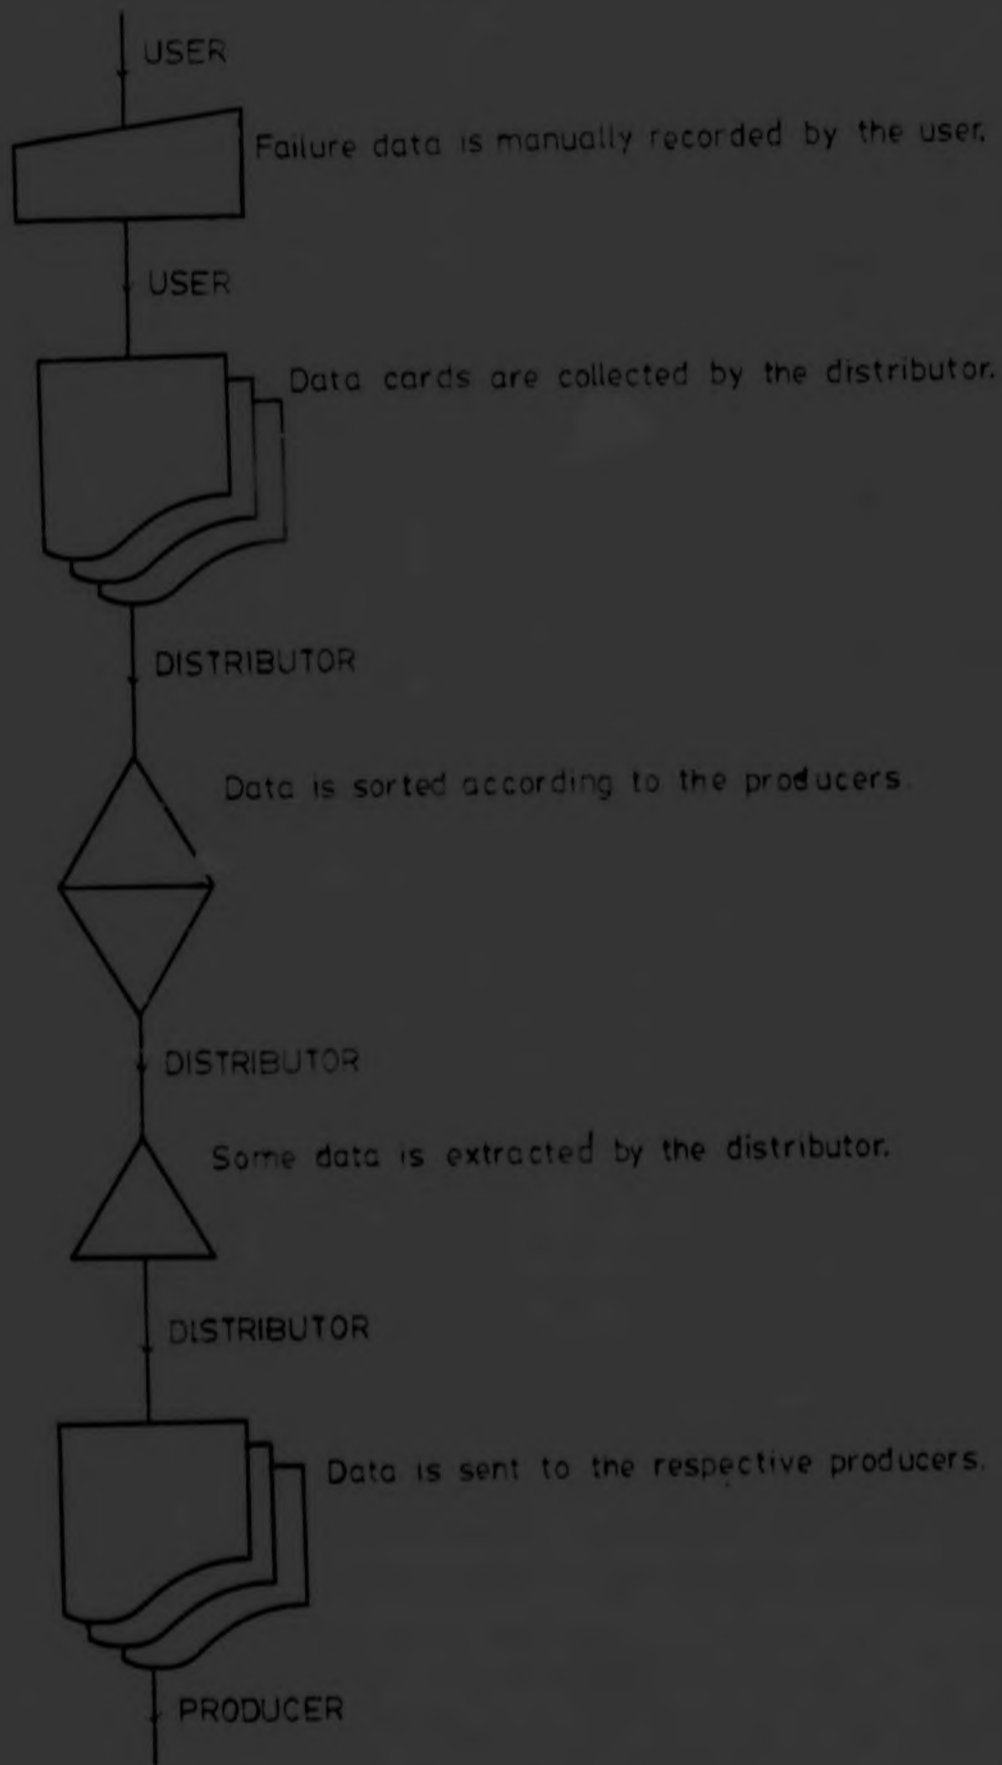 USER
Failure data is manually recorded by the user.
USER
Data cards are collected by the distributor.
DISTRIBUTOR
Data is sorted according to the producers.
DISTRIBUTOR
Some data is extracted by the distributor.
DISTRIBUTOR
Data is sent to the respective producers.
PRODUCER